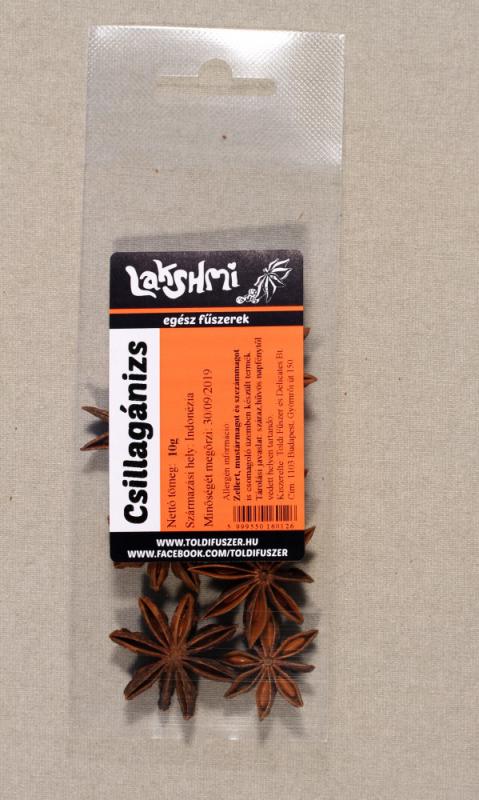 Lakshmi
egész fűszerek
Csillagánizs
Nettó tömeg: 10g
Származási hely: Indonézia
Minőségét megőrzi: 30/09/2019
Allergén információ
Zellert, mustármagot és szezámmagot
is csomagoló üzemben készült termék
Tárolási javaslat: száraz,hűvös napfénytől
védett helyen tartandó
Kiszerelte: Toldi Fűszer és Delicates Bt.
Cím 1103 Budapest, Gyömrői út 150
5 999550 160126
WWW.TOLDIFUSZER.HU
WWW.FACEBOOK.COM/TOLDIFUSZER